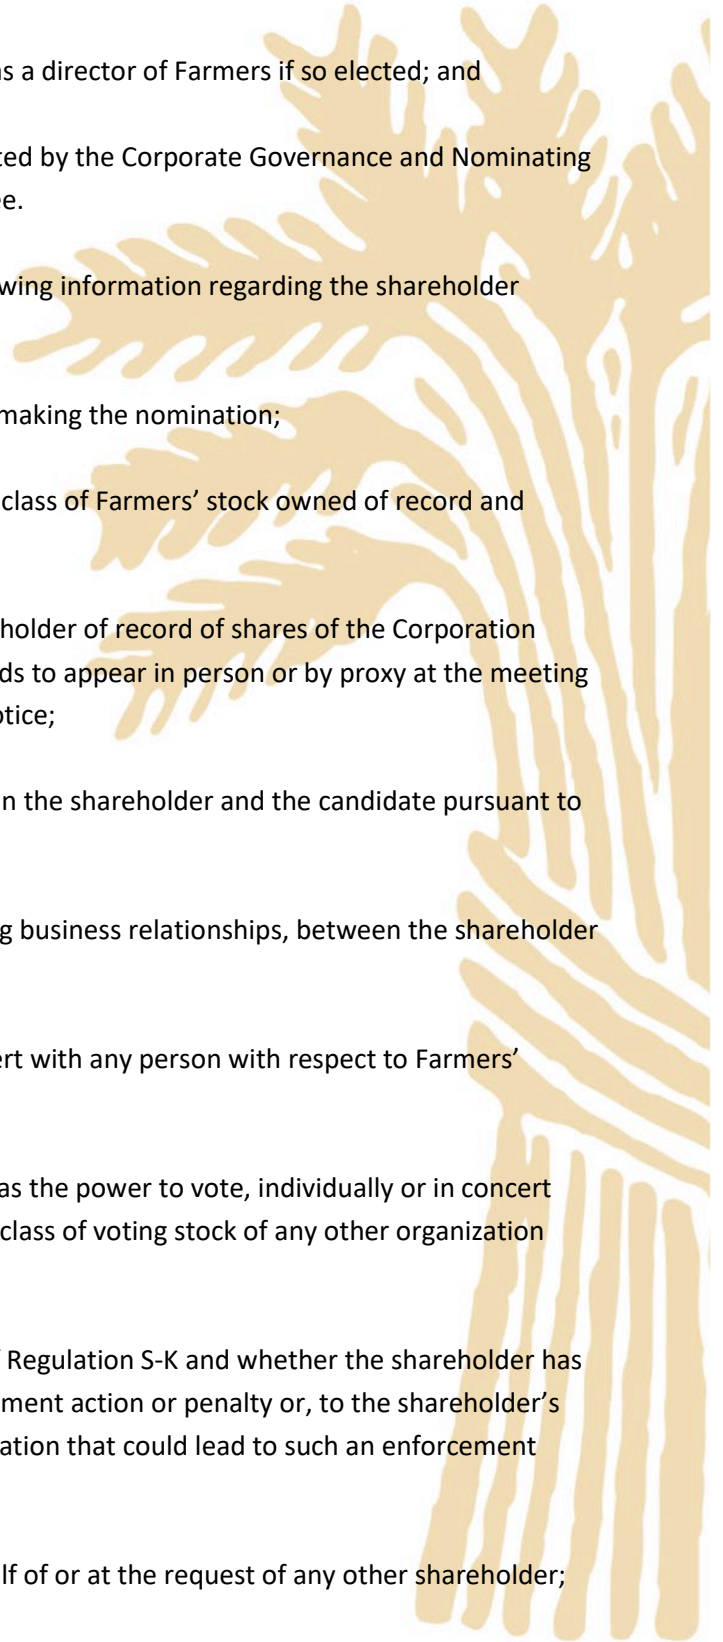 as a director of Farmers if so elected; and
ted by the Corporate Governance and Nominating
e.
wing information regarding the shareholder
making the nomination;
class of Farmers’ stock owned of record and
holder of record of shares of the Corporation
ds to appear in person or by proxy at the meeting
otice;
n the shareholder and the candidate pursuant to
g business relationships, between the shareholder
ert with any person with respect to Farmers’
as the power to vote, individually or in concert
class of voting stock of any other organization
Regulation S-K and whether the shareholder has
ment action or penalty or, to the shareholder’s
ation that could lead to such an enforcement
lf of or at the request of any other shareholder;